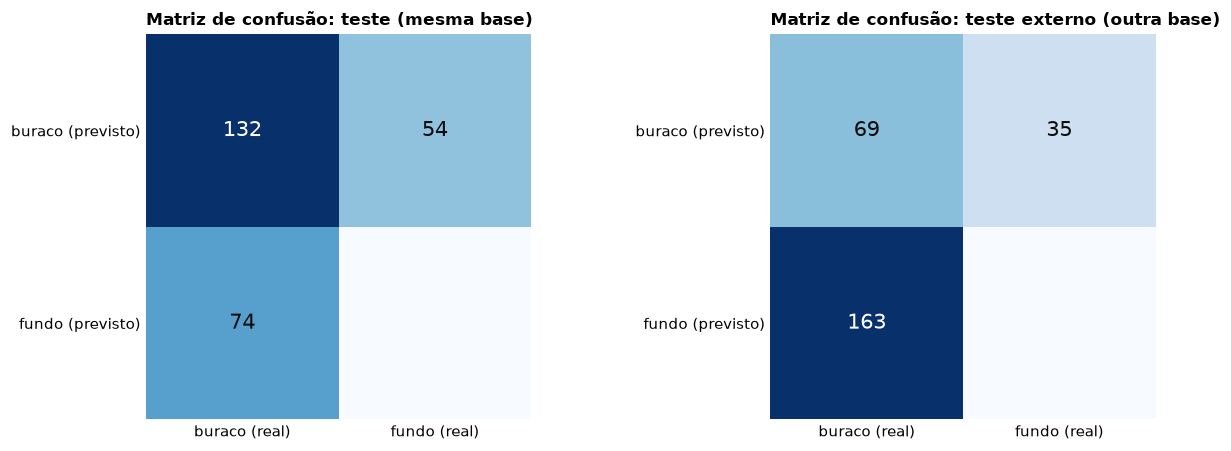 Matriz de confusão: teste (mesma base)
buraco (previsto)
132
54
fundo (previsto)
74
buraco (real)
fundo (real)
Matriz de confusão: teste externo (outra base)
buraco (previsto)
69
35
fundo (previsto)
163
buraco (real)
fundo (real)